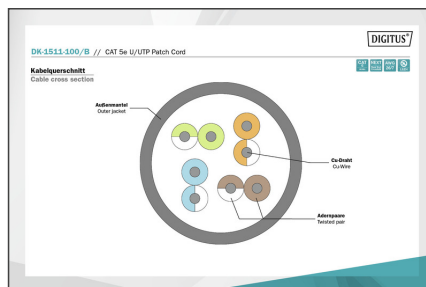 DIGITUS®
DK-1511-100/B // CAT 5e U/UTP Patch Cord
Kabelquerschnitt
Cable cross section
Außenmantel
Outer jacket
Cu-Draht
Cu-Wire
Aderspaare
Twisted pair